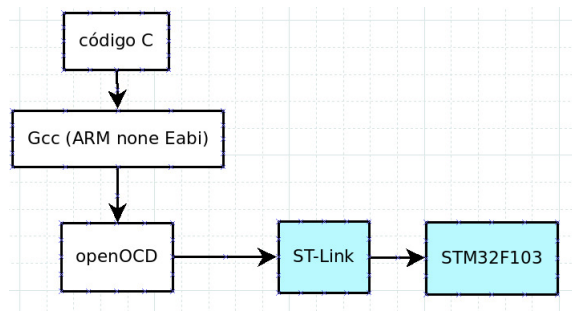 código C
Gcc (ARM none Eabi)
openOCD
ST-Link
STM32F103